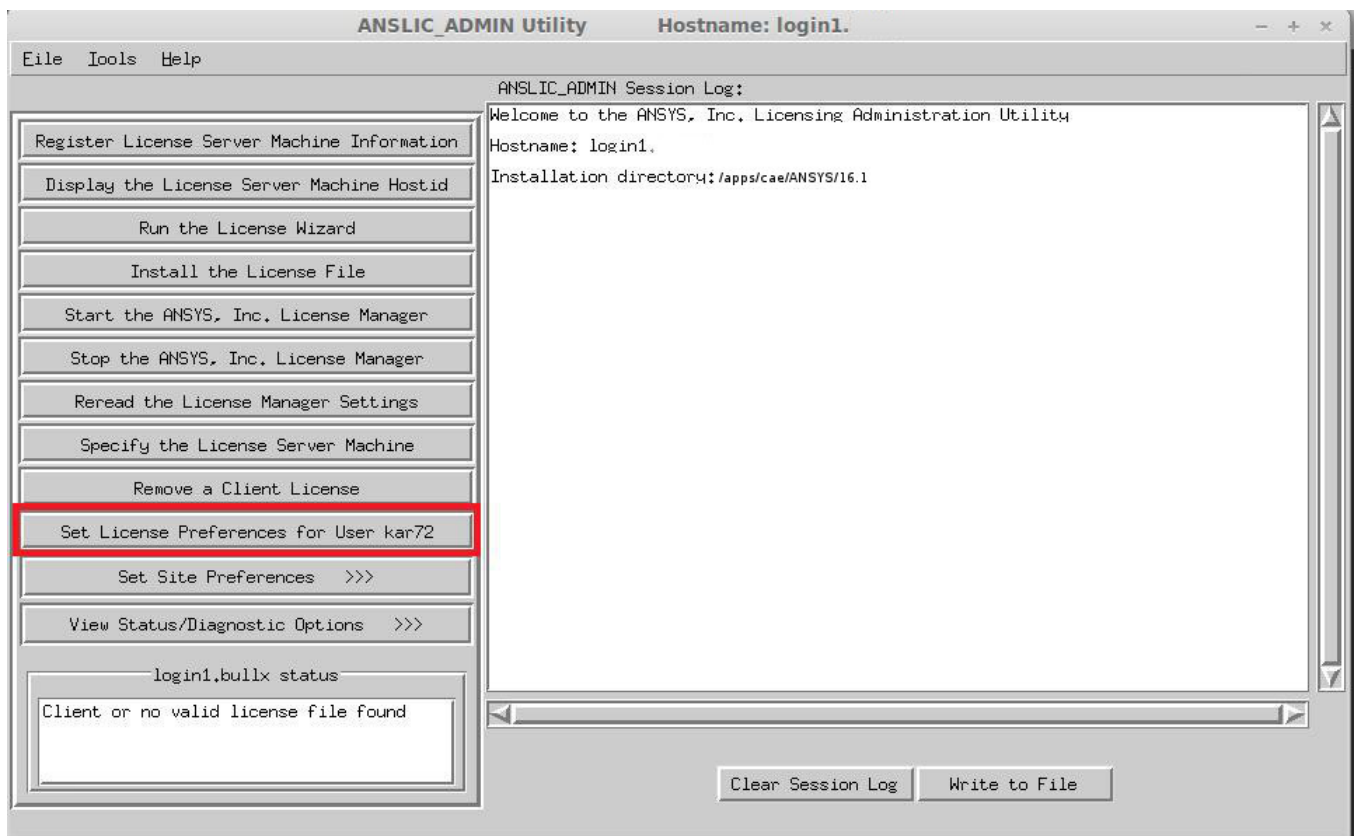 ANSLIC_ADMIN Utility Hostname: login1.
File Tools Help
ANSLIC_ADMIN Session Log:
Register License Server Machine Information
Display the License Server Machine Hostid
Run the License Wizard
Install the License File
Start the ANSYS, Inc. License Manager
Stop the ANSYS, Inc. License Manager
Reread the License Manager Settings
Specify the License Server Machine
Remove a Client License
Set License Preferences for User kar72
Set Site Preferences >>>
View Status/Diagnostic Options >>>
login1.bullx status
Client or no valid license file found
Welcome to the ANSYS, Inc. Licensing Administration Utility
Hostname: login1.
Installation directory: /apps/cae/ANSYS/16.1
Clear Session Log Write to File